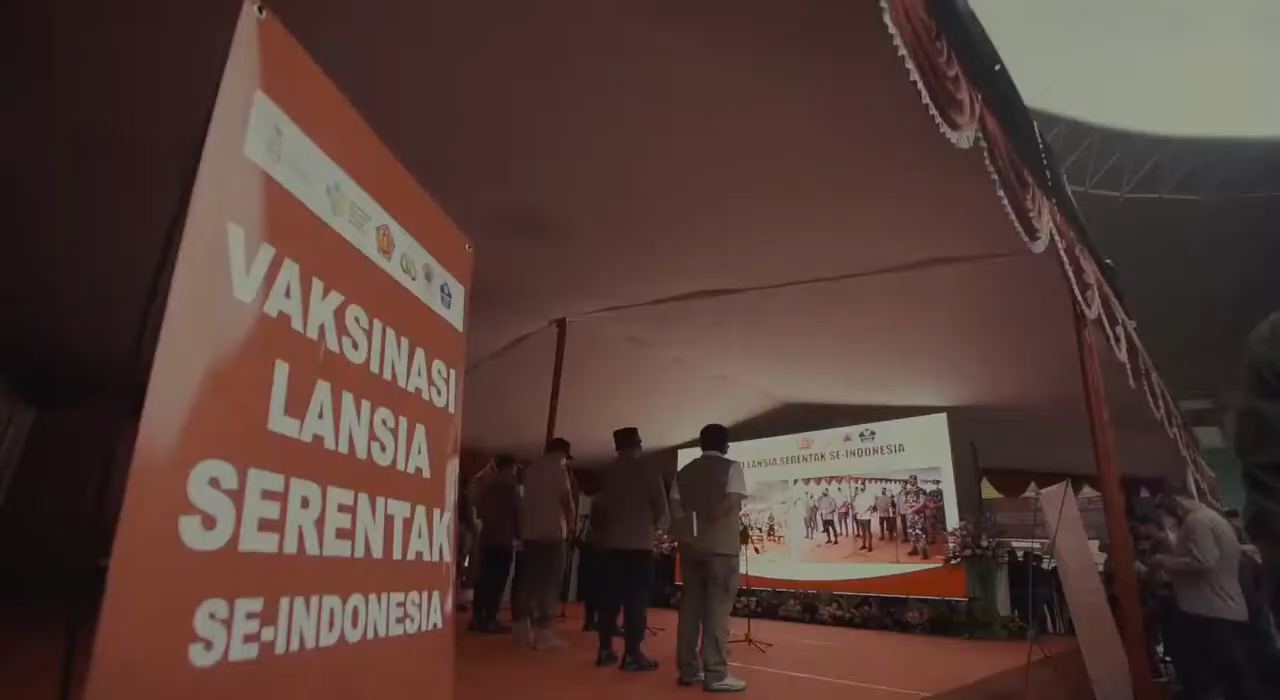 VAKSINASI
LANSIA
SERENTAK
SE-INDONESIA
LANSIA SERENTAK SE-INDONESIA